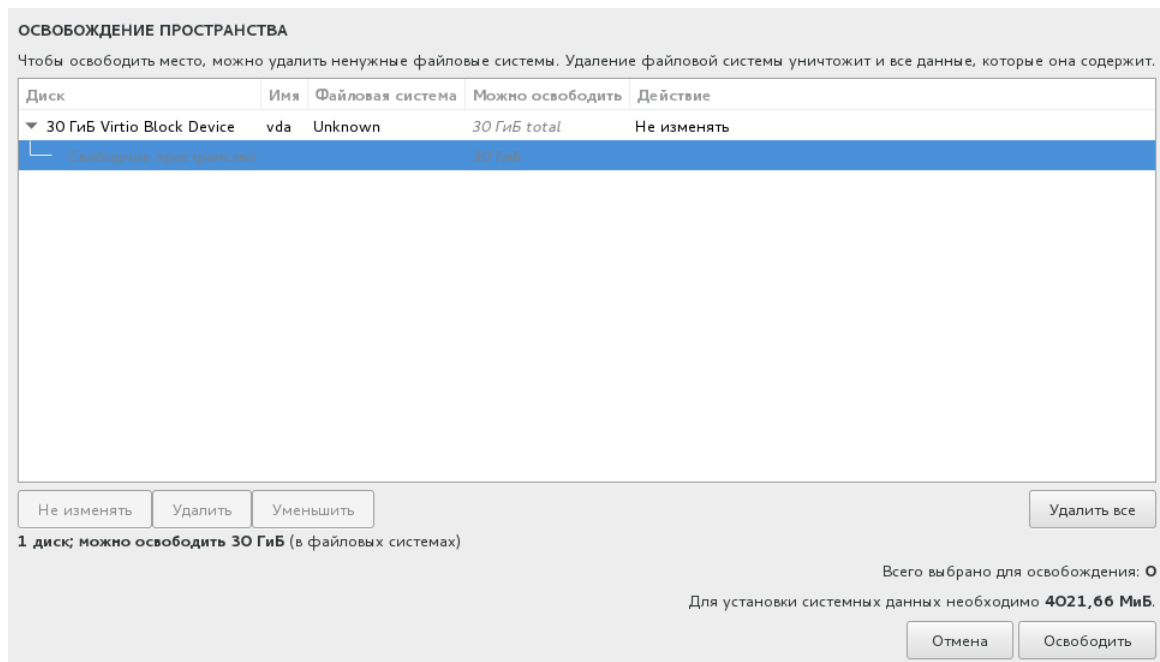 ОСВОБОЖДЕНИЕ ПРОСТРАНСТВА
Чтобы освободить место, можно удалить ненужные файловые системы. Удаление файловой системы уничтожит и все данные, которые она содержит.
Диск Имя Файловая система Можно освободить Действие
30 ГиБ Virtio Block Device vda Unknown 30 ГиБ total Не изменять
30 ГиБ
Не изменять Удалить Уменьшить Удалить все
1 диск; можно освободить 30 ГиБ (в файловых системах)
Всего выбрано для освобождения: 0
Для установки системных данных необходимо 4021,66 МиБ.
Отмена Освободить